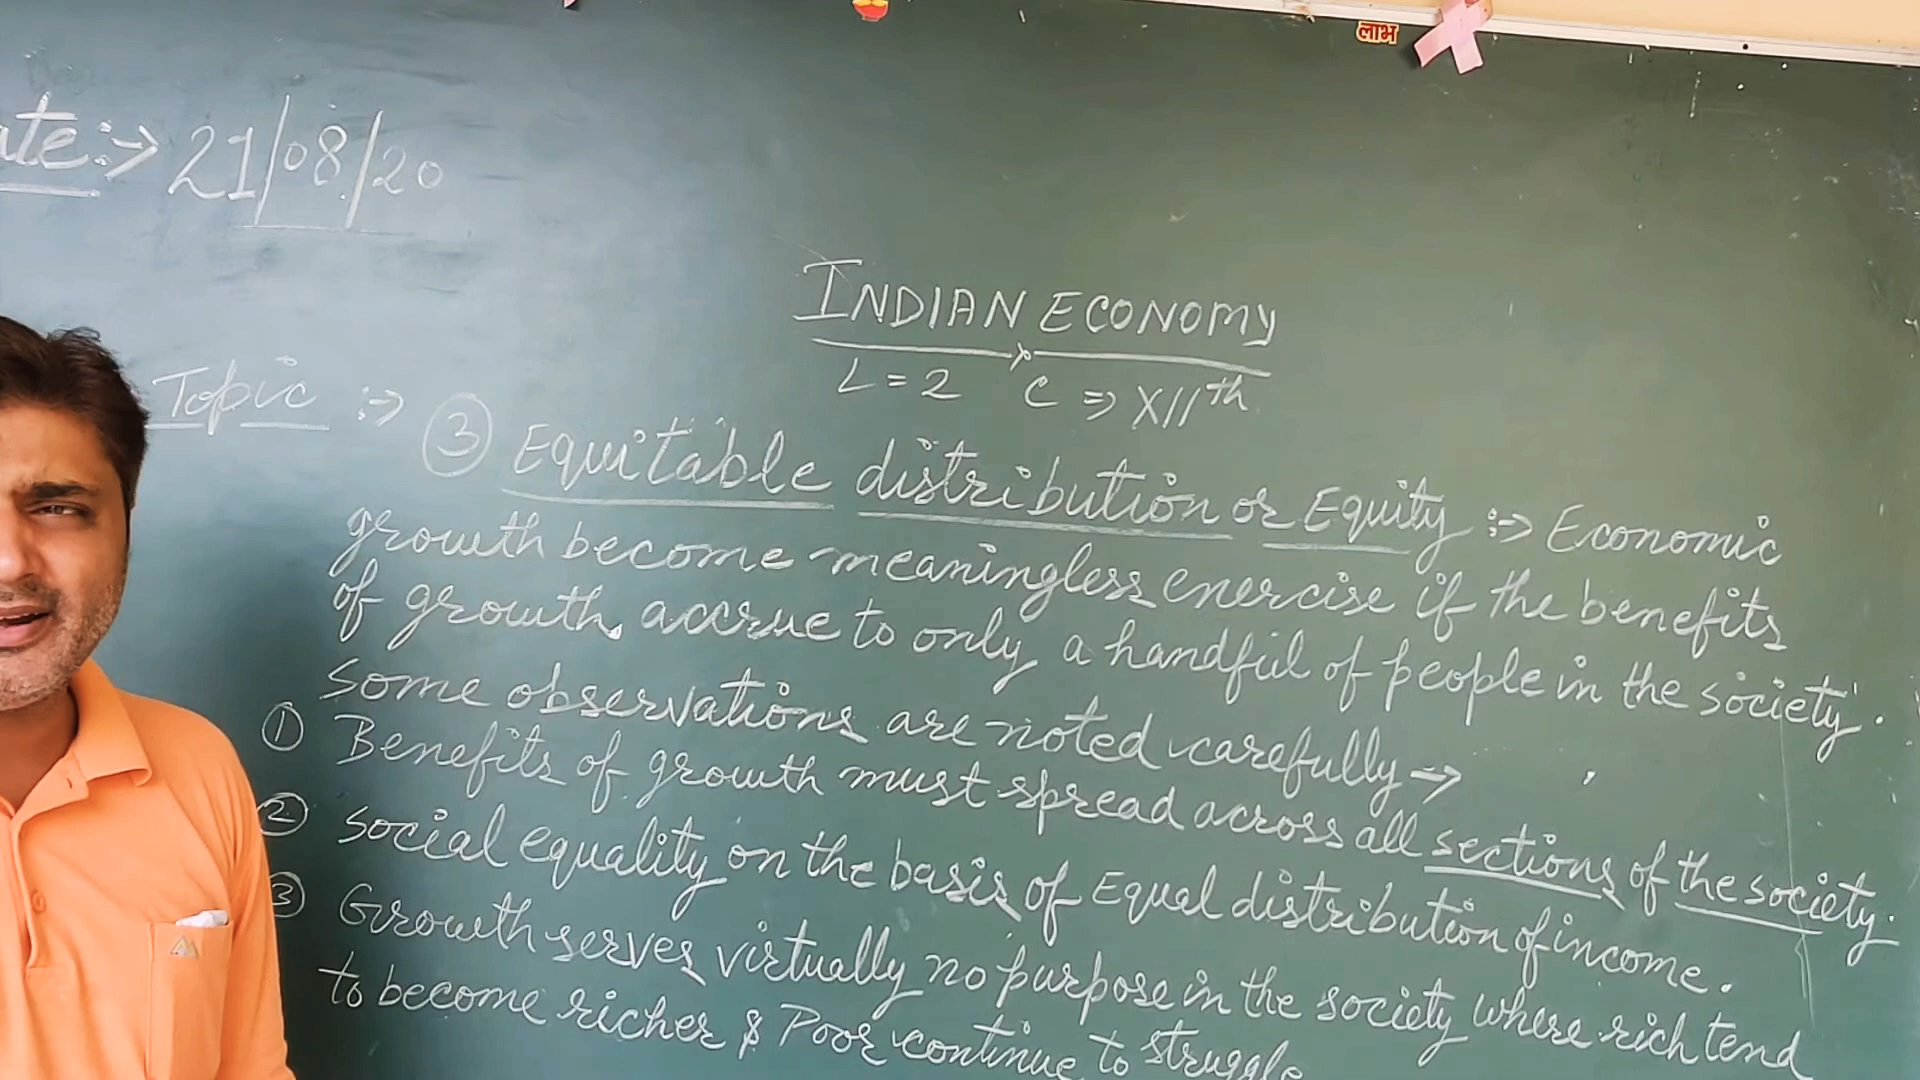 ate:-> 21/08/20
लाभ
INDIAN ECONOMY
L=2 C => XIIth
Topic :->
③ Equitable distribution or Equity :-> Economic
growth become meaningless enercise if the benefits
of growth accrue to only a handful of people in the society.
Some observations are noted carefully ->
① Benefits of growth must spread across all sections of the society.
② Social equality on the basis of Equal distribution of income.
③ Growth serves virtually no purpose in the society where rich tend
to become richer & Poor continue to struggle